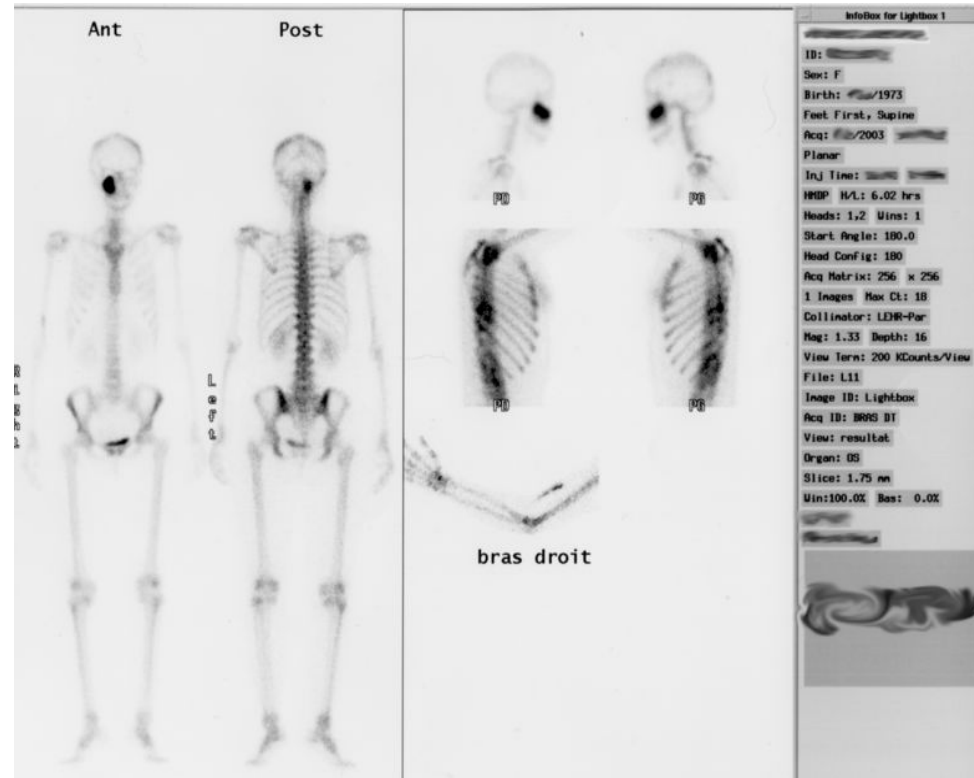 Ant
Post
Left
PD
PG
PD
PG
bras droit
InfoBox for Lightbox 1
ID:
Sex: F
Birth: /1973
Feet First, Supine
Acq: /2003
Planar
Inj Time:
HMDP H/L: 6.02 hrs
Heads: 1,2 Wins: 1
Start Angle: 180.0
Head Config: 180
Acq Matrix: 256 x 256
1 Images Max Ct: 18
Collimator: LEHR-Par
Mag: 1.33 Depth: 16
View Term: 200 KCounts/View
File: L11
Image ID: Lightbox
Acq ID: BRAS DT
View: resultat
Organ: OS
Slice: 1.75 mm
Win:100.0% Bas: 0.0%